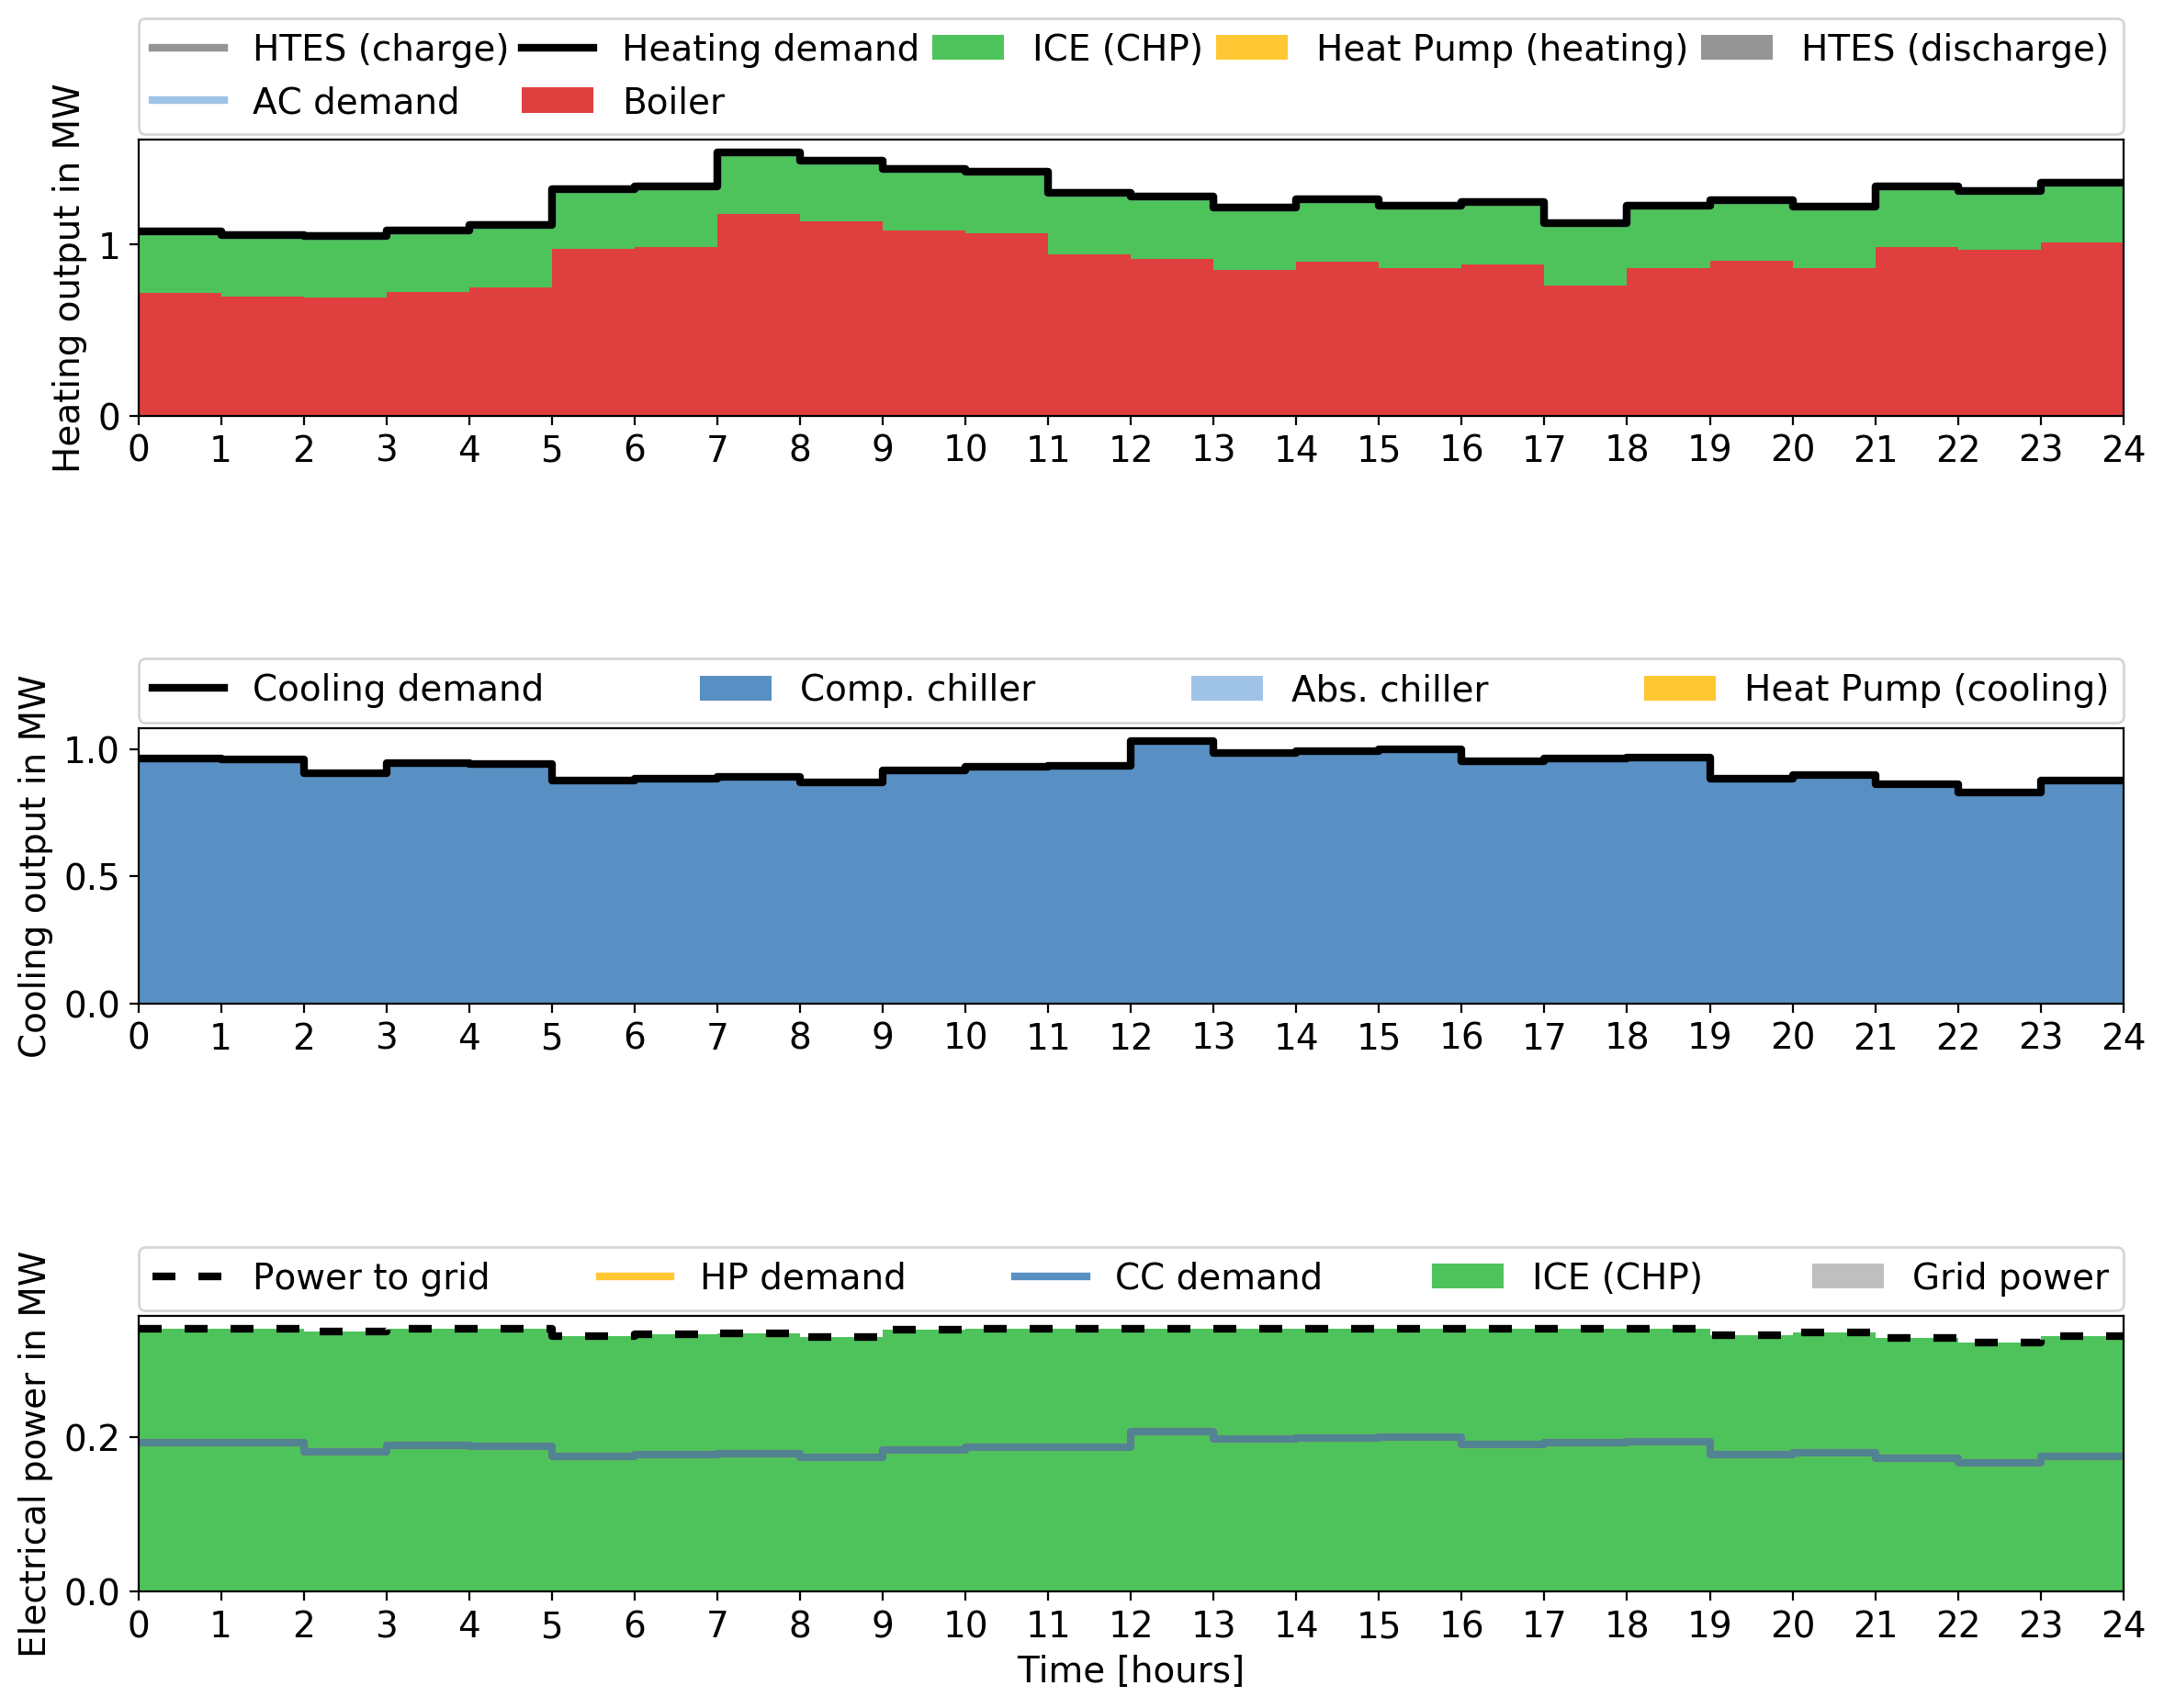 HTES (charge) Heating demand ICE (CHP) Heat Pump (heating) HTES (discharge)
AC demand Boiler
Heating output in MW
1
0
0 1 2 3 4 5 6 7 8 9 10 11 12 13 14 15 16 17 18 19 20 21 22 23 24
Cooling demand Comp. chiller Abs. chiller Heat Pump (cooling)
Cooling output in MW
1.0
0.5
0.0
0 1 2 3 4 5 6 7 8 9 10 11 12 13 14 15 16 17 18 19 20 21 22 23 24
Power to grid HP demand CC demand ICE (CHP) Grid power
Electrical power in MW
0.2
0.0
0 1 2 3 4 5 6 7 8 9 10 11 12 13 14 15 16 17 18 19 20 21 22 23 24
Time [hours]